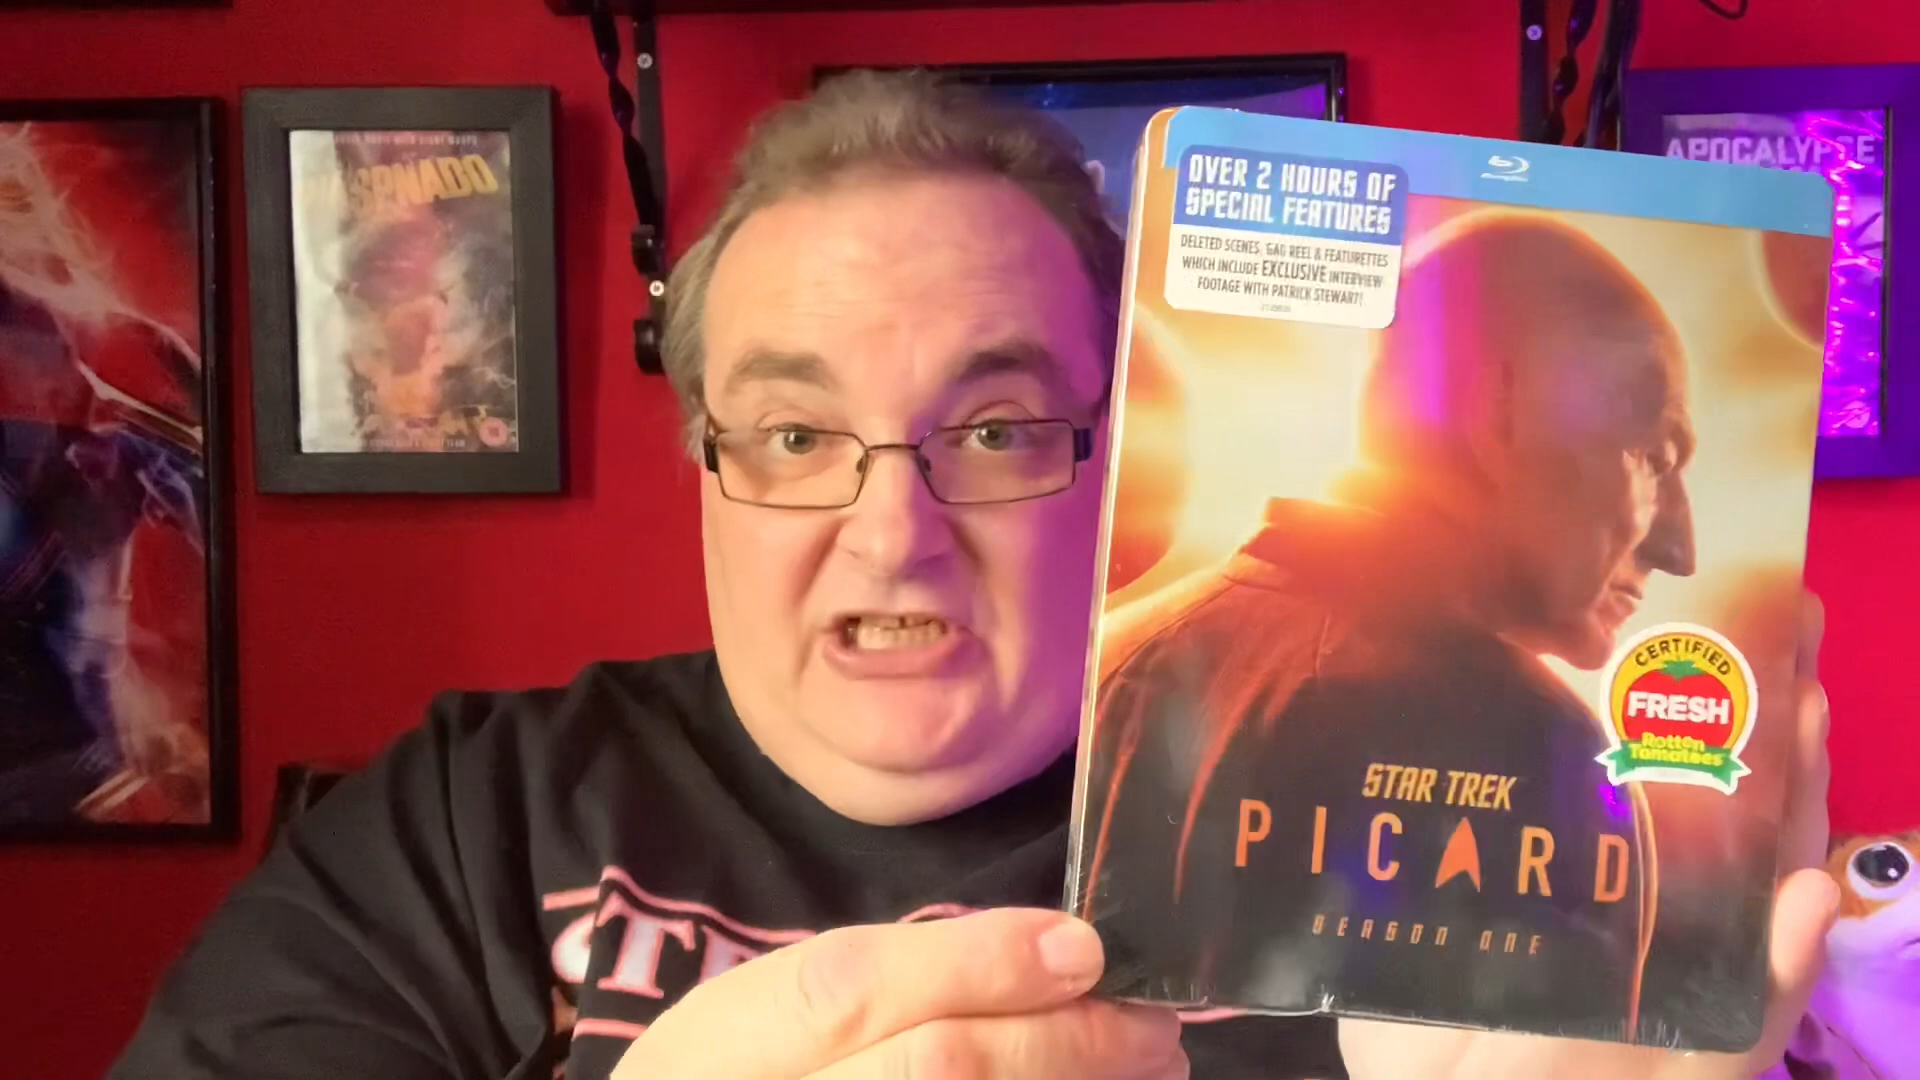 APOCALYPSE
OVER 2 HOURS OF
SPECIAL FEATURES
DELETED SCENES, GAG REEL & FEATURETTES
WHICH INCLUDE EXCLUSIVE INTERVIEW
FOOTAGE WITH PATRICK STEWART!
CERTIFIED
FRESH
Rotten
Tomatoes
STAR TREK
PICARD
SEASON ONE